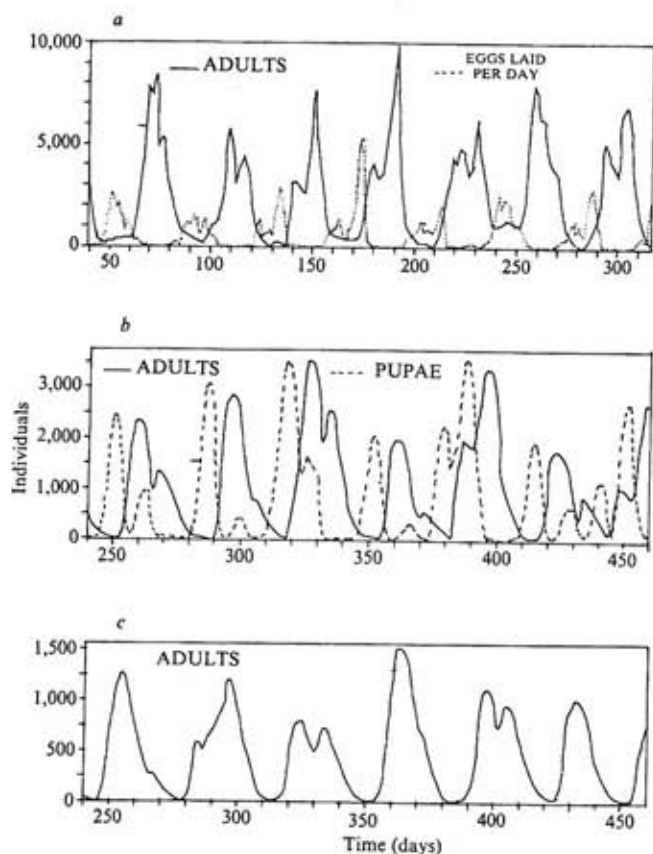 a
10,000
ADULTS
EGGS LAID
PER DAY
5,000
0
50 100 150 200 250 300
b
ADULTS
PUPAE
3,000
2,000
1,000
0
Individuals
250 300 350 400 450
c
1,500
ADULTS
1,000
500
0
250 300 350 400 450
Time (days)